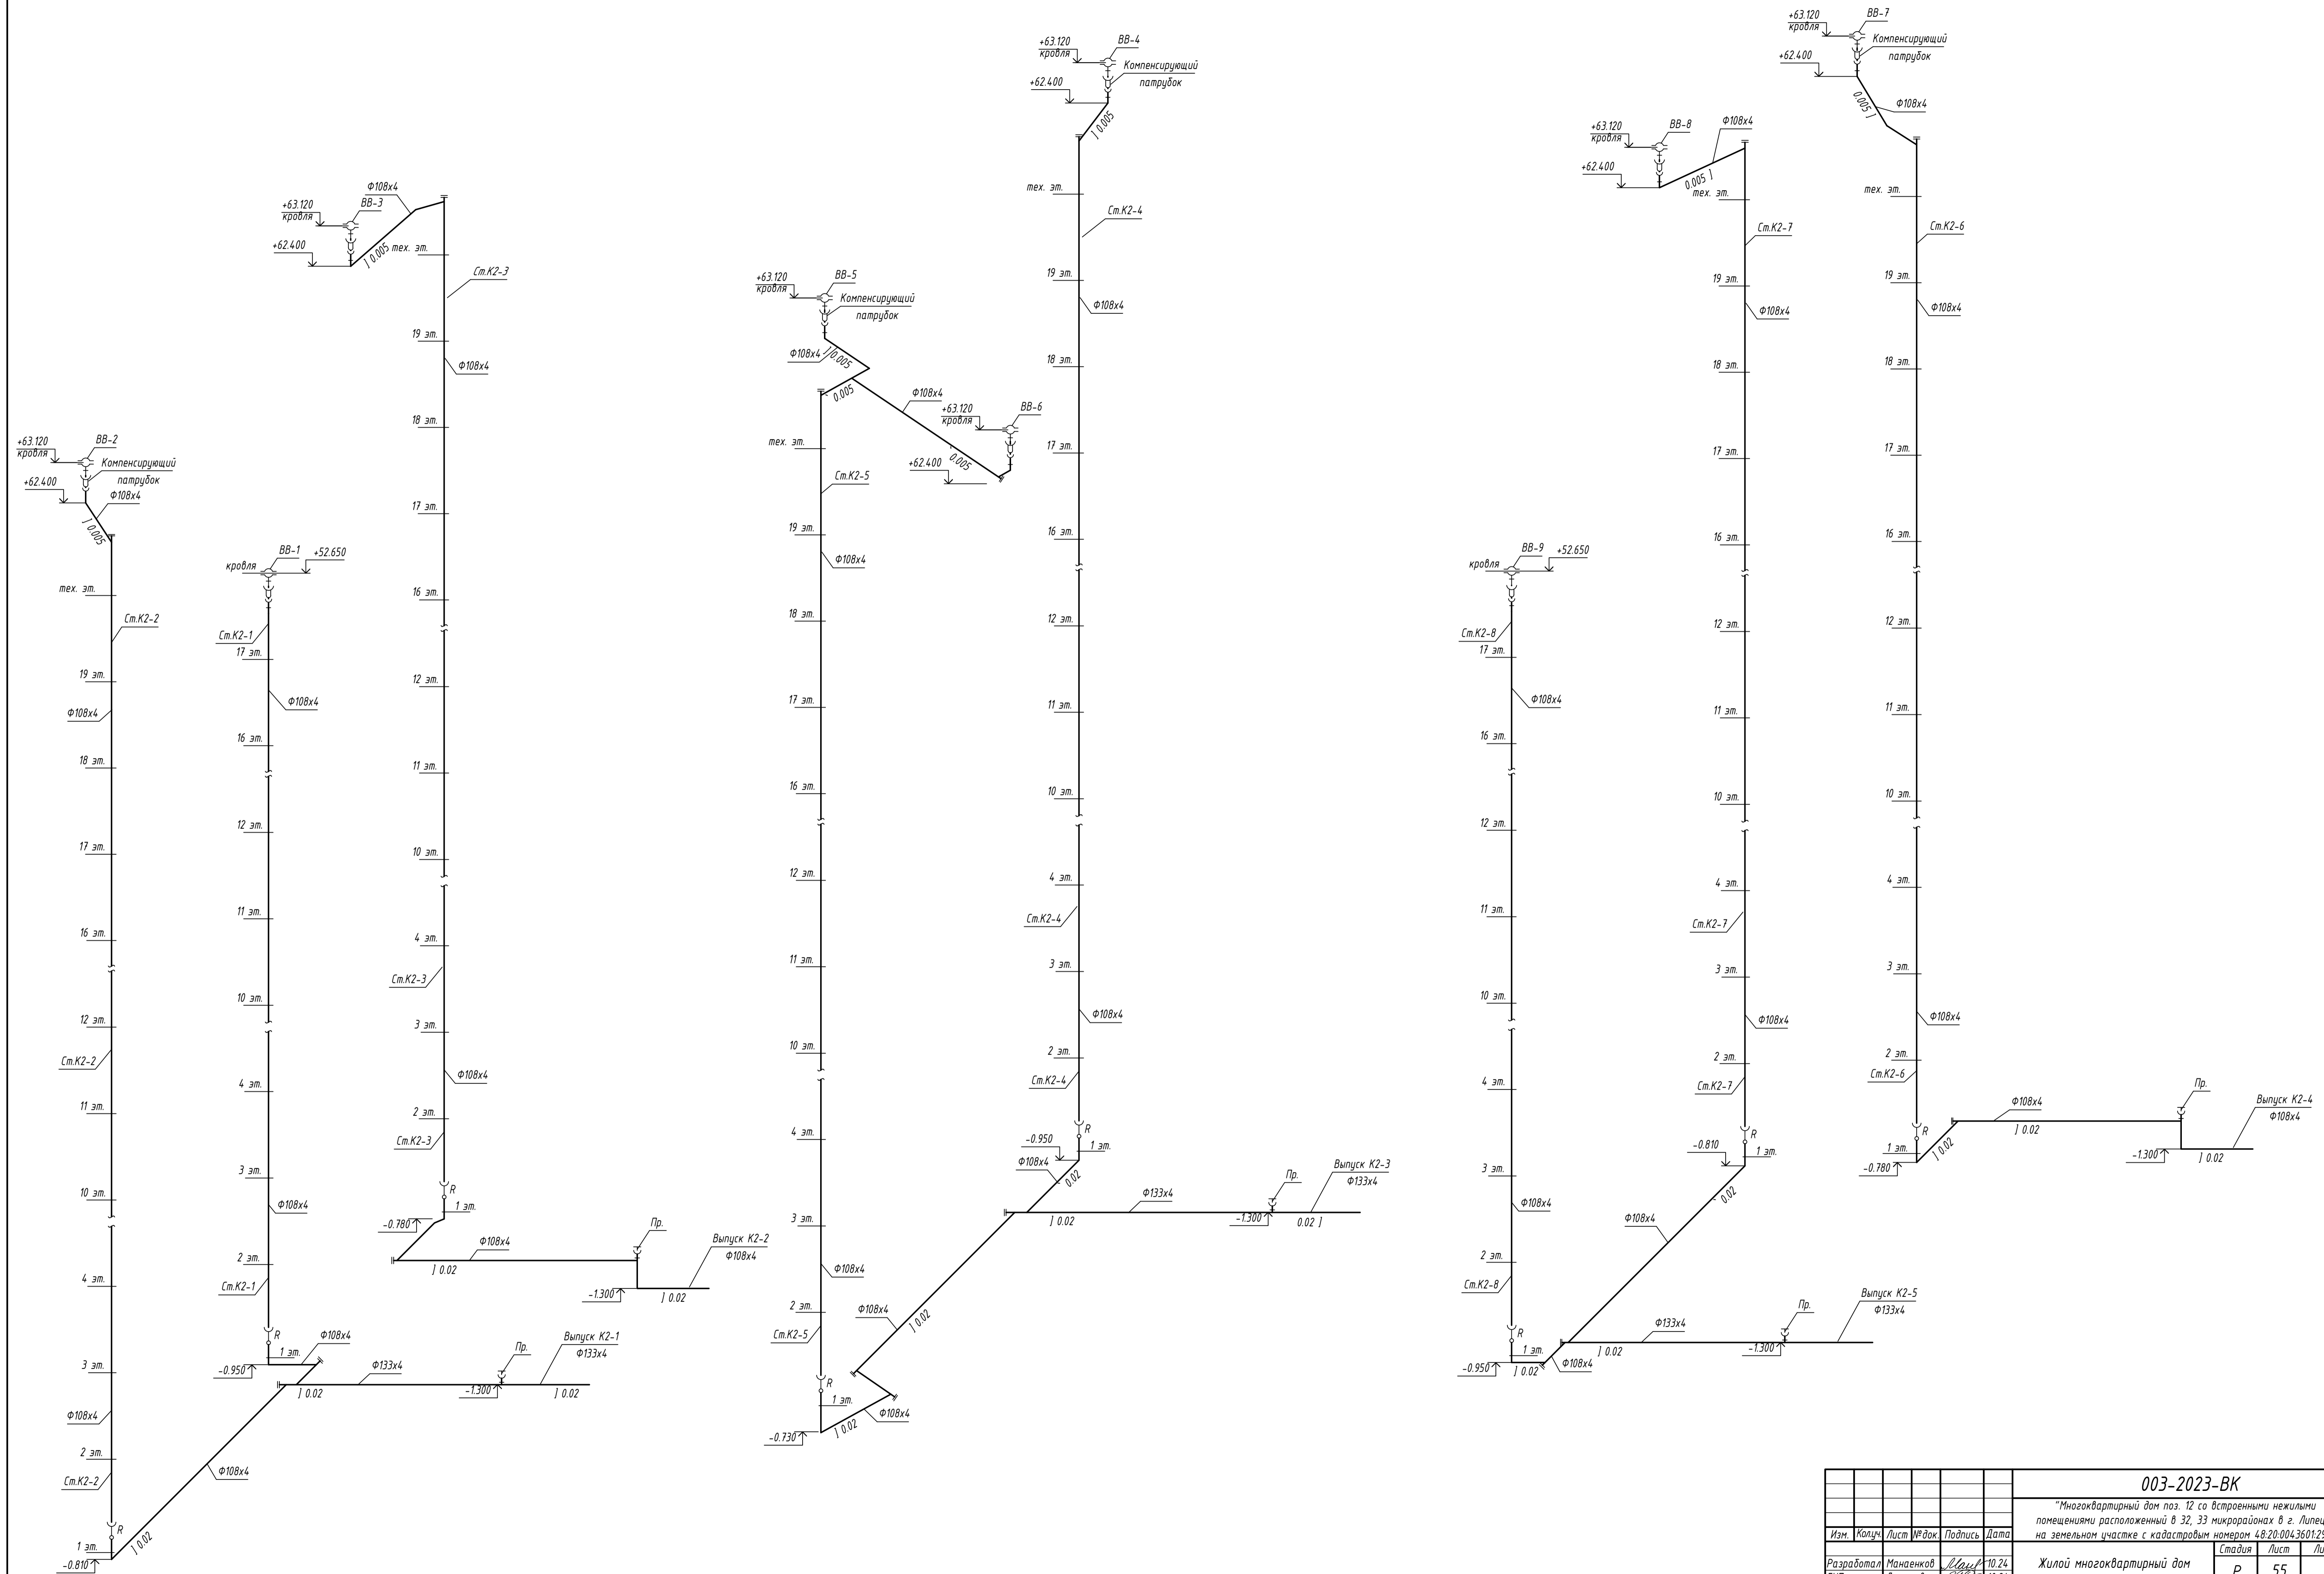 +63.120
кровля
ВВ-2
Компенсирующий
патрубок
+62.400
Ф108х4
] 0.005
тех. эт.
Ст.К2-2
19 эт.
Ф108х4
18 эт.
17 эт.
16 эт.
12 эт.
Ст.К2-2
11 эт.
10 эт.
4 эт.
3 эт.
Ф108х4
2 эт.
Ст.К2-2
R
1 эт.
-0.810
] 0.02
Ф108х4
ВВ-1
+52.650
кровля
Ст.К2-1
17 эт.
Ф108х4
16 эт.
12 эт.
11 эт.
10 эт.
4 эт.
3 эт.
Ф108х4
2 эт.
Ст.К2-1
R
Ф108х4
1 эт.
-0.950
] 0.02
Ф133х4
Пр.
-1.300
Выпуск К2-1
Ф133х4
] 0.02
Ф108х4
+63.120
кровля
ВВ-3
+62.400
] 0.005
тех. эт.
Ст.К2-3
19 эт.
Ф108х4
18 эт.
17 эт.
16 эт.
12 эт.
11 эт.
10 эт.
4 эт.
Ст.К2-3
3 эт.
Ф108х4
2 эт.
Ст.К2-3
R
1 эт.
-0.780
Ф108х4
] 0.02
Пр.
-1.300
Выпуск К2-2
Ф108х4
] 0.02
+63.120
кровля
ВВ-5
Компенсирующий
патрубок
Ф108х4
] 0.005
0.005
Ф108х4
+63.120
кровля
ВВ-6
0.005
+62.400
тех. эт.
Ст.К2-5
19 эт.
Ф108х4
18 эт.
17 эт.
16 эт.
12 эт.
11 эт.
10 эт.
4 эт.
3 эт.
Ф108х4
2 эт.
Ст.К2-5
R
1 эт.
-0.730
] 0.02
Ф108х4
Ф108х4
] 0.02
+63.120
кровля
ВВ-4
Компенсирующий
патрубок
+62.400
] 0.005
тех. эт.
Ст.К2-4
19 эт.
Ф108х4
18 эт.
17 эт.
16 эт.
12 эт.
11 эт.
10 эт.
4 эт.
Ст.К2-4
3 эт.
Ф108х4
2 эт.
Ст.К2-4
R
-0.950
1 эт.
Ф108х4
0.02
Ф133х4
] 0.02
Пр.
-1.300
Выпуск К2-3
Ф133х4
0.02 ]
ВВ-9
+52.650
кровля
Ст.К2-8
17 эт.
Ф108х4
16 эт.
12 эт.
11 эт.
10 эт.
4 эт.
3 эт.
Ф108х4
2 эт.
Ст.К2-8
R
1 эт.
-0.950
] 0.02
Ф108х4
+63.120
кровля
ВВ-8
Ф108х4
+62.400
0.005 ]
тех. эт.
Ст.К2-7
19 эт.
Ф108х4
18 эт.
17 эт.
16 эт.
12 эт.
11 эт.
10 эт.
4 эт.
Ст.К2-7
3 эт.
Ф108х4
2 эт.
Ст.К2-7
R
-0.810
1 эт.
0.02
Ф108х4
Ф133х4
] 0.02
Пр.
-1.300
Выпуск К2-5
Ф133х4
+63.120
кровля
ВВ-7
Компенсирующий
патрубок
+62.400
0.005 ]
Ф108х4
тех. эт.
Ст.К2-6
19 эт.
Ф108х4
18 эт.
17 эт.
16 эт.
12 эт.
11 эт.
10 эт.
4 эт.
3 эт.
Ф108х4
2 эт.
Ст.К2-6
R
1 эт.
-0.780
] 0.02
Ф108х4
] 0.02
Пр.
-1.300
Выпуск К2-4
Ф108х4
] 0.02
003-2023-ВК
"Многоквартирный дом поз. 12 со встроенными нежилыми
помещениями расположенный в 32, 33 микрорайонах в г.
на земельном участке с кадастровым номером
Изм. Колуч. Лист №док. Подпись Дата
Разработал Манаенков 10.24
Жилой многоквартирный дом
Стадия Лист
Р 55